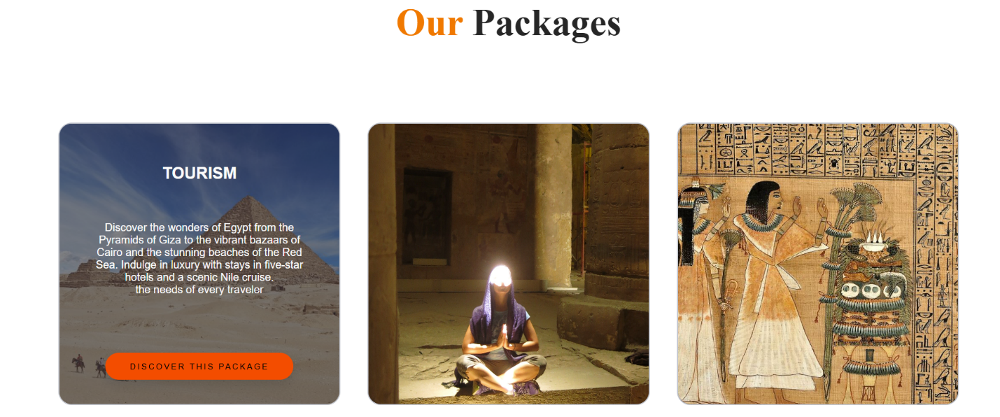 Our Packages
TOURISM
Discover the wonders of Egypt from the
Pyramids of Giza to the vibrant bazaars of
Cairo and the stunning beaches of the Red
Sea. Indulge in luxury with stays in five-star
hotels and a scenic Nile cruise.
the needs of every traveler
DISCOVER THIS PACKAGE